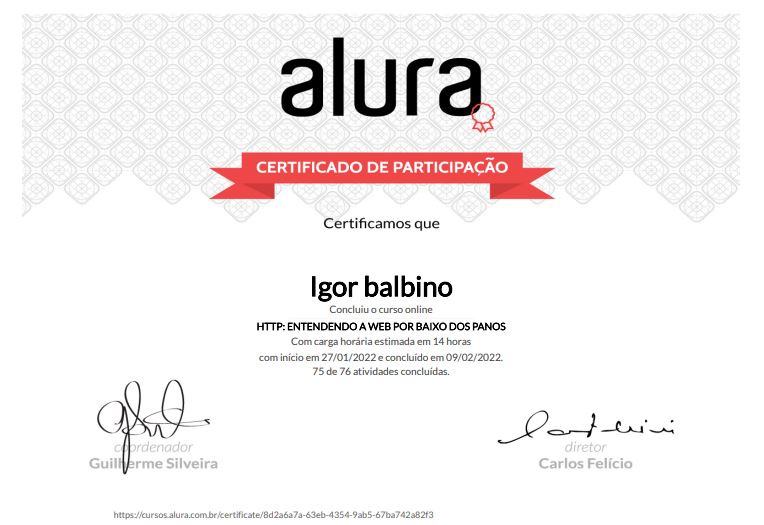 alura
CERTIFICADO DE PARTICIPAÇÃO
Certificamos que
Igor balbino
Concluiu o curso online
HTTP: ENTENDENDO A WEB POR BAIXO DOS PANOS
Com carga horária estimada em 14 horas
com início em 27/01/2022 e concluído em 09/02/2022.
75 de 76 atividades concluídas.
coordenador
Guilherme Silveira
diretor
Carlos Felício
https://cursos.alura.com.br/certificate/8d2a6a7a-63eb-4354-9ab5-67ba742a82f3